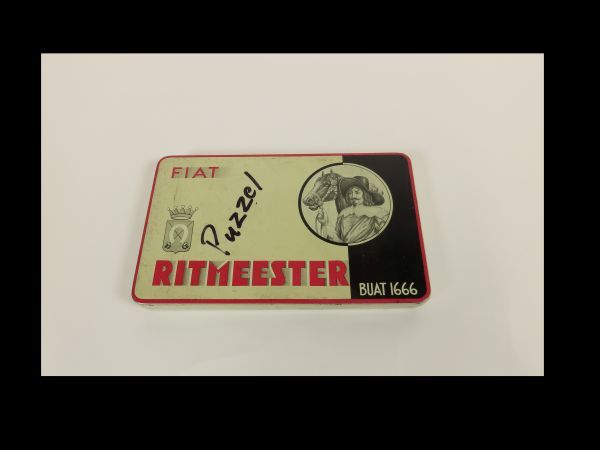 FIAT
Puzzel
RITMEESTER
BUAT 1666